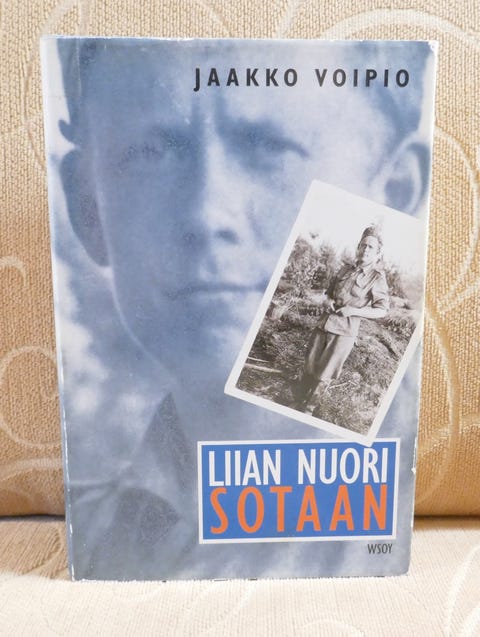 JAAKKO VOIPIO
LIIAN NUORI
SOTAAN
WSOY